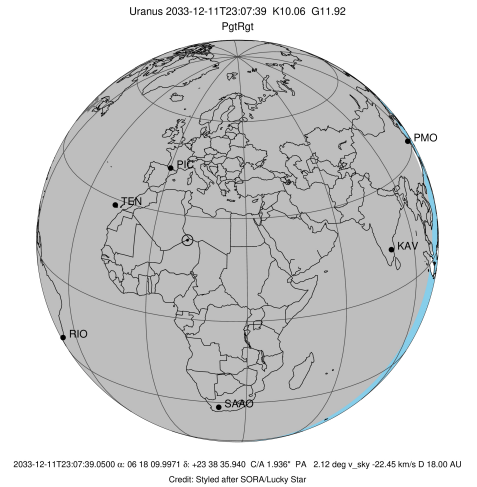 Uranus 2033-12-11T23:07:39 K10.06 G11.92
PgtRgt
PMO
PIC
TEN
KAV
RIO
SAAO
2033-12-11T23:07:39.0500 α: 06 18 09.9971 δ: +23 38 35.940 C/A 1.936" PA 2.12 deg v_sky -22.45 km/s D 18.00 AU
Credit: Styled after SORA/Lucky Star